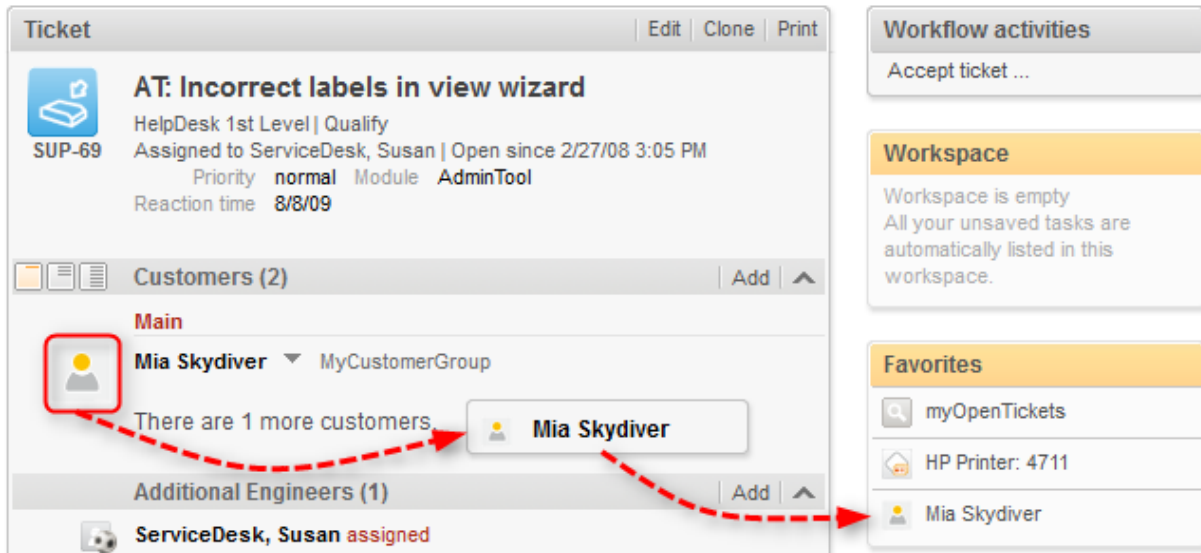 Ticket
Edit Clone Print
AT: Incorrect labels in view wizard
HelpDesk 1st Level | Qualify
SUP-69
Assigned to ServiceDesk, Susan | Open since 2/27/08 3:05 PM
Priority normal Module AdminTool
Reaction time 8/8/09
Customers (2)
Add
Main
Mia Skydiver MyCustomerGroup
There are 1 more customers.
Mia Skydiver
Additional Engineers (1)
Add
ServiceDesk, Susan assigned
Workflow activities
Accept ticket ...
Workspace
Workspace is empty
All your unsaved tasks are
automatically listed in this
workspace.
Favorites
myOpenTickets
HP Printer: 4711
Mia Skydiver